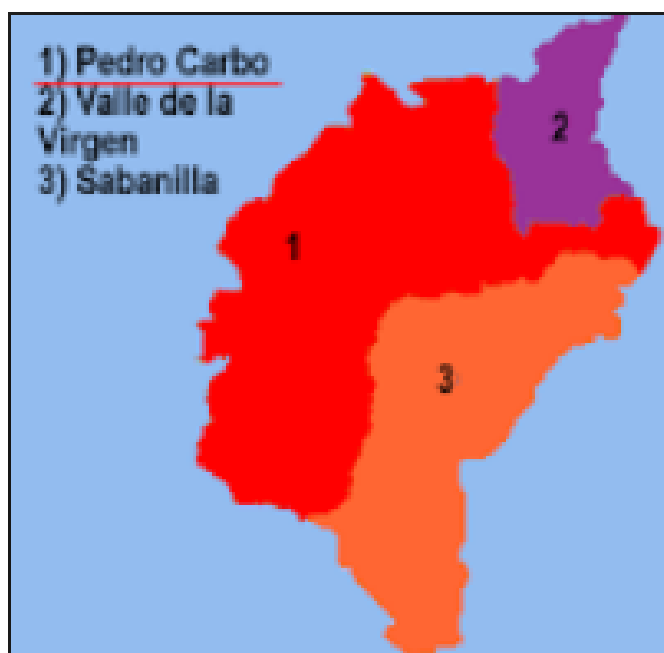 1) Pedro Carbo
2) Valle de la
Virgen
3) Sabanilla
2
1
3